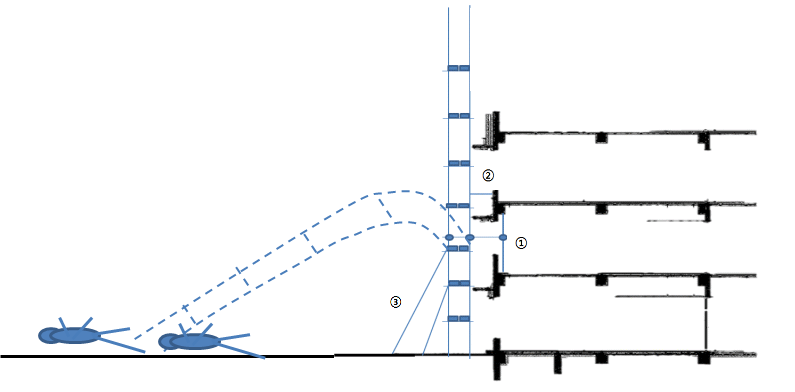 ②
①
③